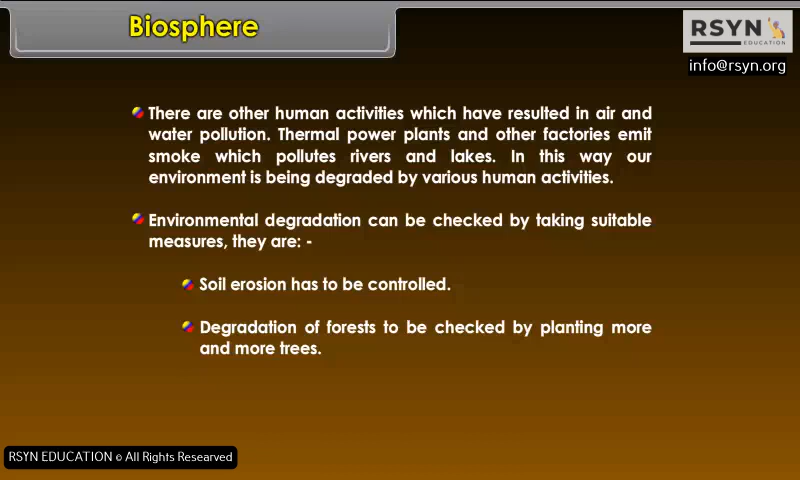 Biosphere
RSYN
EDUCATION
info@rsyn.org
There are other human activities which have resulted in air and
water pollution. Thermal power plants and other factories emit
smoke which pollutes rivers and lakes. In this way our
environment is being degraded by various human activities.
Environmental degradation can be checked by taking suitable
measures, they are: -
Soil erosion has to be controlled.
Degradation of forests to be checked by planting more
and more trees.
RSYN EDUCATION © All Rights Researved